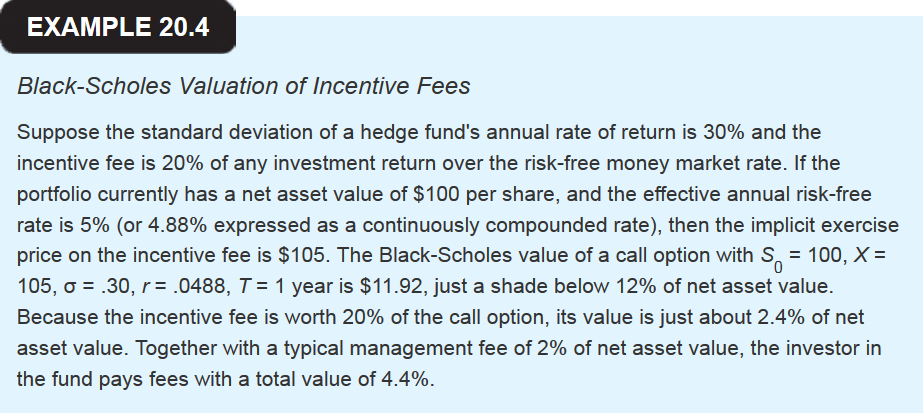 EXAMPLE 20.4
Black-Scholes Valuation of Incentive Fees
Suppose the standard deviation of a hedge fund's annual rate of return is 30% and the
incentive fee is 20% of any investment return over the risk-free money market rate. If the
portfolio currently has a net asset value of $100 per share, and the effective annual risk-free
rate is 5% (or 4.88% expressed as a continuously compounded rate), then the implicit exercise
price on the incentive fee is $105. The Black-Scholes value of a call option with S₀ = 100, X =
105, σ = .30, r = .0488, T = 1 year is $11.92, just a shade below 12% of net asset value.
Because the incentive fee is worth 20% of the call option, its value is just about 2.4% of net
asset value. Together with a typical management fee of 2% of net asset value, the investor in
the fund pays fees with a total value of 4.4%.